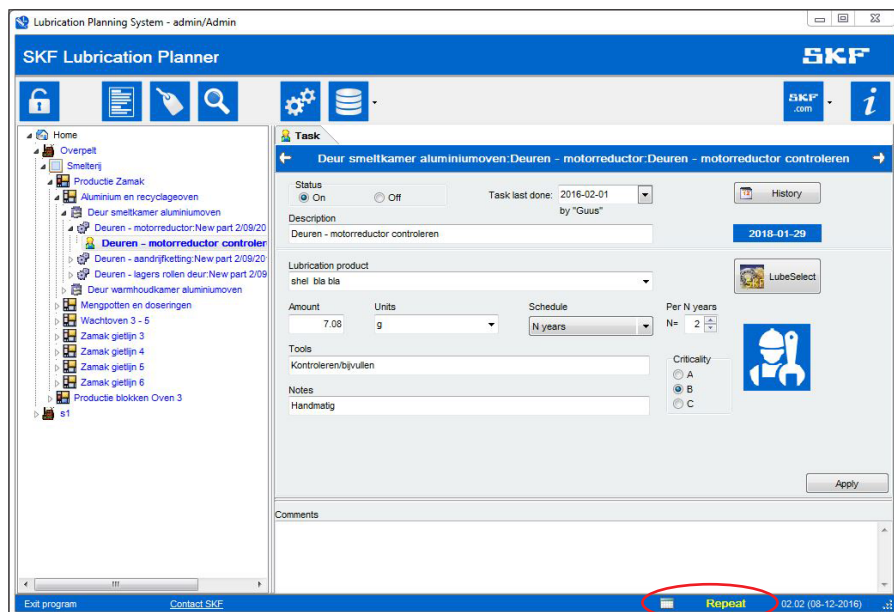 Lubrication Planning System - admin/Admin
SKF Lubrication Planner
SKF
SKF
.com
i
Home
Overpelt
Smelterij
Productie Zamak
Aluminium en recyclageoven
Deur smeltkamer aluminiumoven
Deuren - motorreductor:New part 2/09/20
Deuren - motorreductor controler
Deuren - aandrijfketting:New part 2/09/20
Deuren - lagers rollen deur:New part 2/09
Deur warmhoudkamer aluminiumoven
Mengpotten en doseringen
Wachtoven 3 - 5
Zamak gietlijn 3
Zamak gietlijn 4
Zamak gietlijn 5
Zamak gietlijn 6
Productie blokken Oven 3
s1
Task
Deur smeltkamer aluminiumoven:Deuren - motorreductor:Deuren - motorreductor controleren
Status
On Off
Task last done: 2016-02-01
by "Guus"
History
Description
Deuren - motorreductor controleren
2018-01-29
Lubrication product
shel bla bla
LubeSelect
Amount Units Schedule Per N years
7.08 g N years N= 2
Tools
Kontroleren/bijvullen
Criticality
A
B
C
Notes
Handmatig
Apply
Comments
Exit program Contact SKF Repeat 02.02 (08-12-2016)